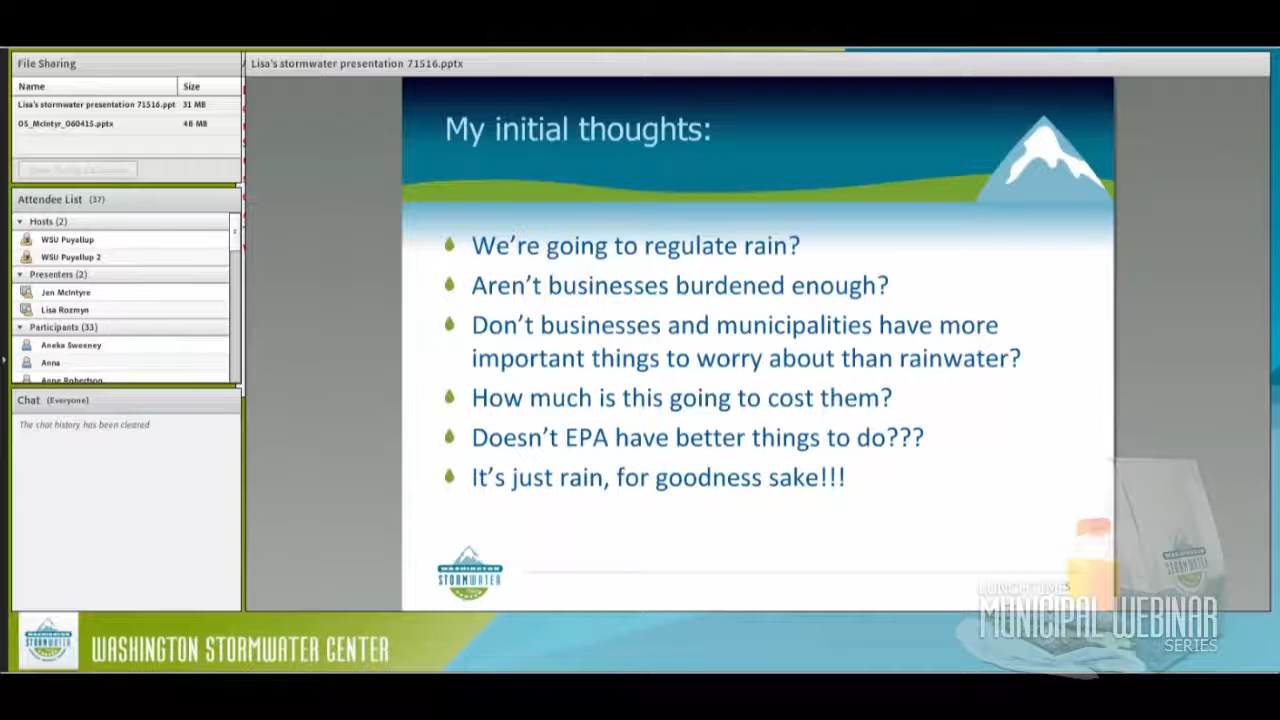 File Sharing
Name Size
Lisa's stormwater presentation 71516.ppt 31 MB
05_McIntyr_060415.pptx 48 MB
Attendee List (37)
Hosts (2)
WSU Puyallup
WSU Puyallup 2
Presenters (2)
Jen McIntyre
Lisa Rozmyn
Participants (33)
Aneka Sweeney
Anna
Anne Robertson
Chat (Everyone)
The chat history has been cleared
Lisa's stormwater presentation 71516.pptx
My initial thoughts:
We're going to regulate rain?
Aren't businesses burdened enough?
Don't businesses and municipalities have more
important things to worry about than rainwater?
How much is this going to cost them?
Doesn't EPA have better things to do???
It's just rain, for goodness sake!!!
WASHINGTON
STORMWATER
WASHINGTON STORMWATER CENTER
LUNCHTIME
MUNICIPAL WEBINAR
SERIES